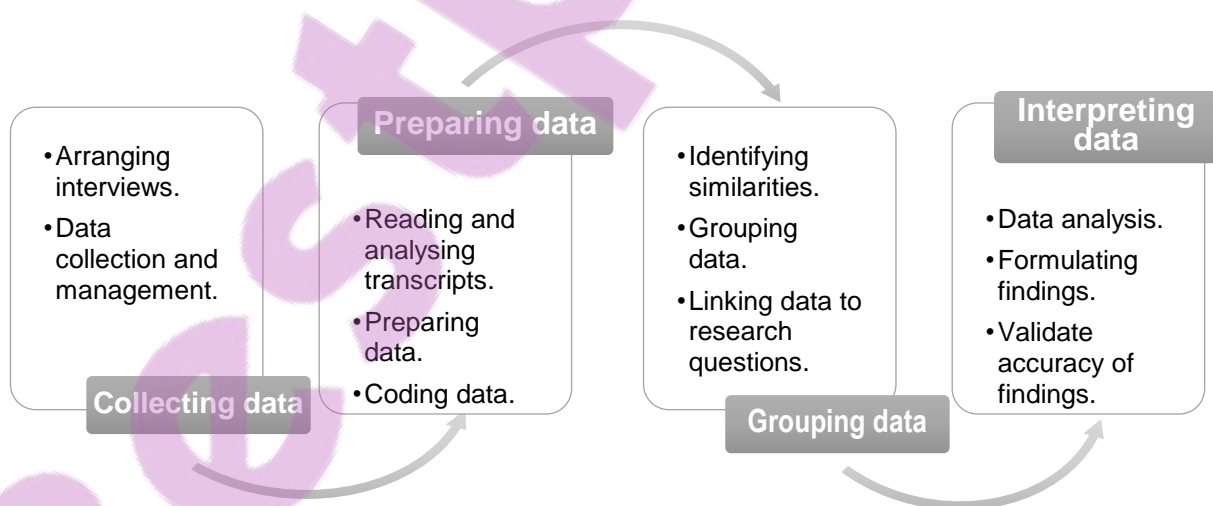 •Arranging
interviews.
•Data
collection and
management.
Collecting data
Preparing data
•Reading and
analysing
transcripts.
•Preparing
data.
•Coding data.
•Identifying
similarities.
•Grouping
data.
•Linking data to
research
questions.
Grouping data
Interpreting
data
•Data analysis.
•Formulating
findings.
•Validate
accuracy of
findings.